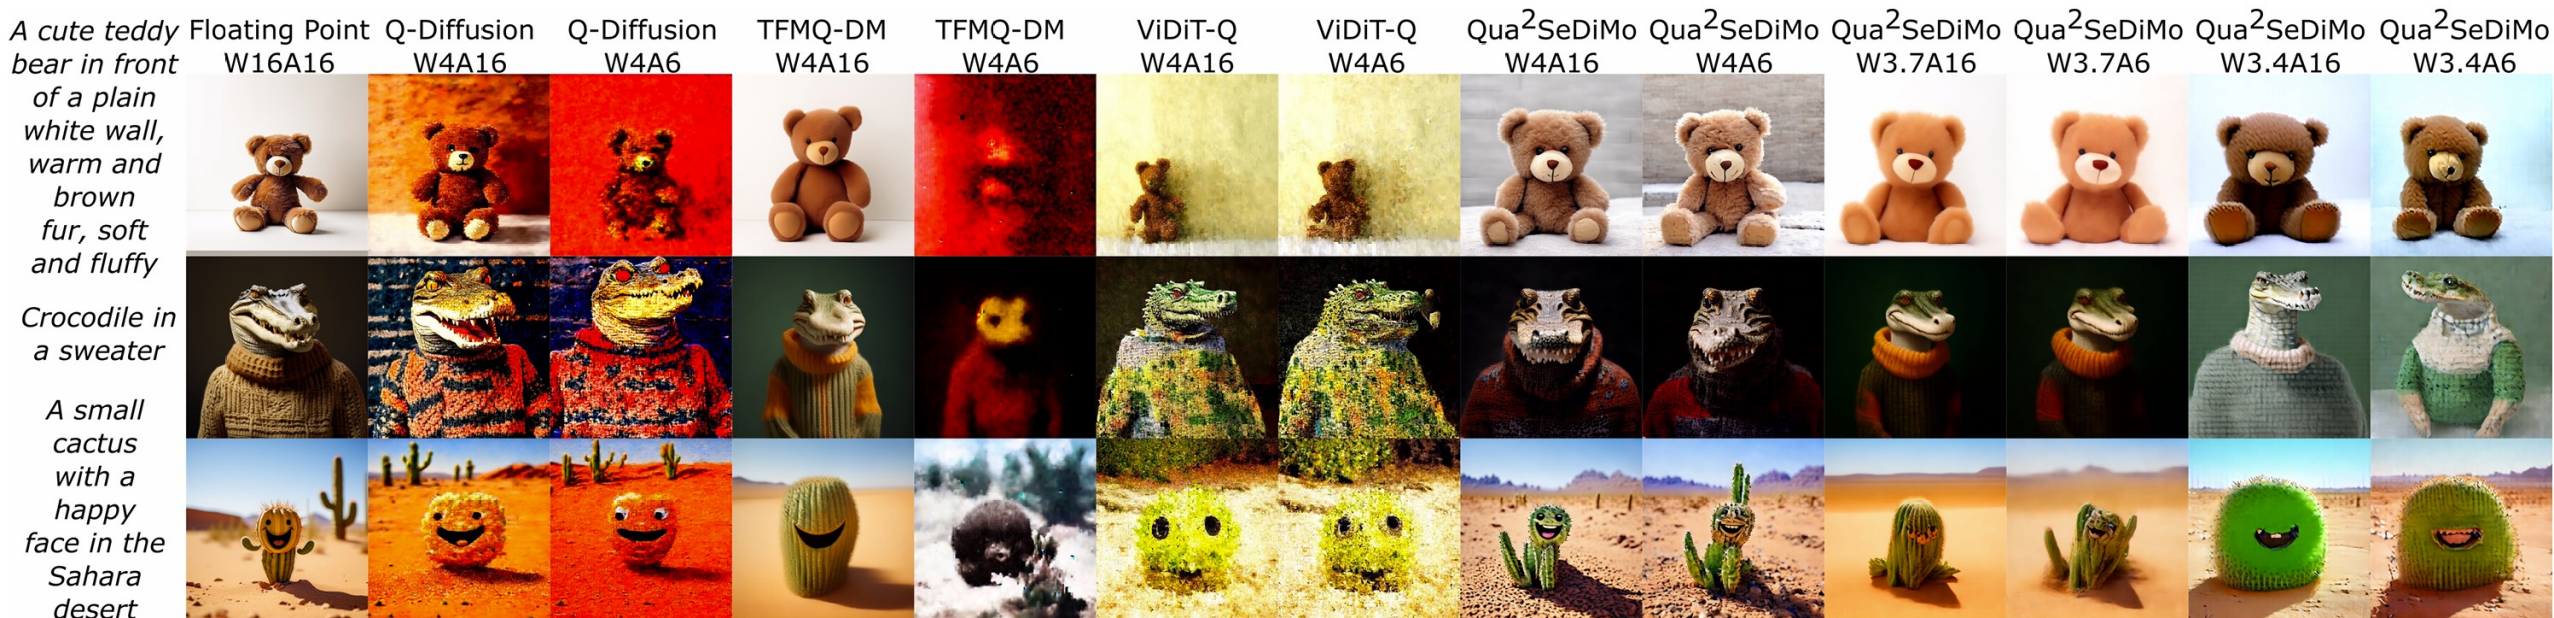 A cute teddy
bear in front
of a plain
white wall,
warm and
brown
fur, soft
and fluffy
Crocodile in
a sweater
A small
cactus
with a
happy
face in the
Sahara
desert
Floating Point
W16A16
Q-Diffusion
W4A16
Q-Diffusion
W4A6
TFMQ-DM
W4A16
TFMQ-DM
W4A6
ViDiT-Q
W4A16
ViDiT-Q
W4A6
Qua²SeDiMo
W4A16
Qua²SeDiMo
W4A6
Qua²SeDiMo
W3.7A16
Qua²SeDiMo
W3.7A6
Qua²SeDiMo
W3.4A16
Qua²SeDiMo
W3.4A6